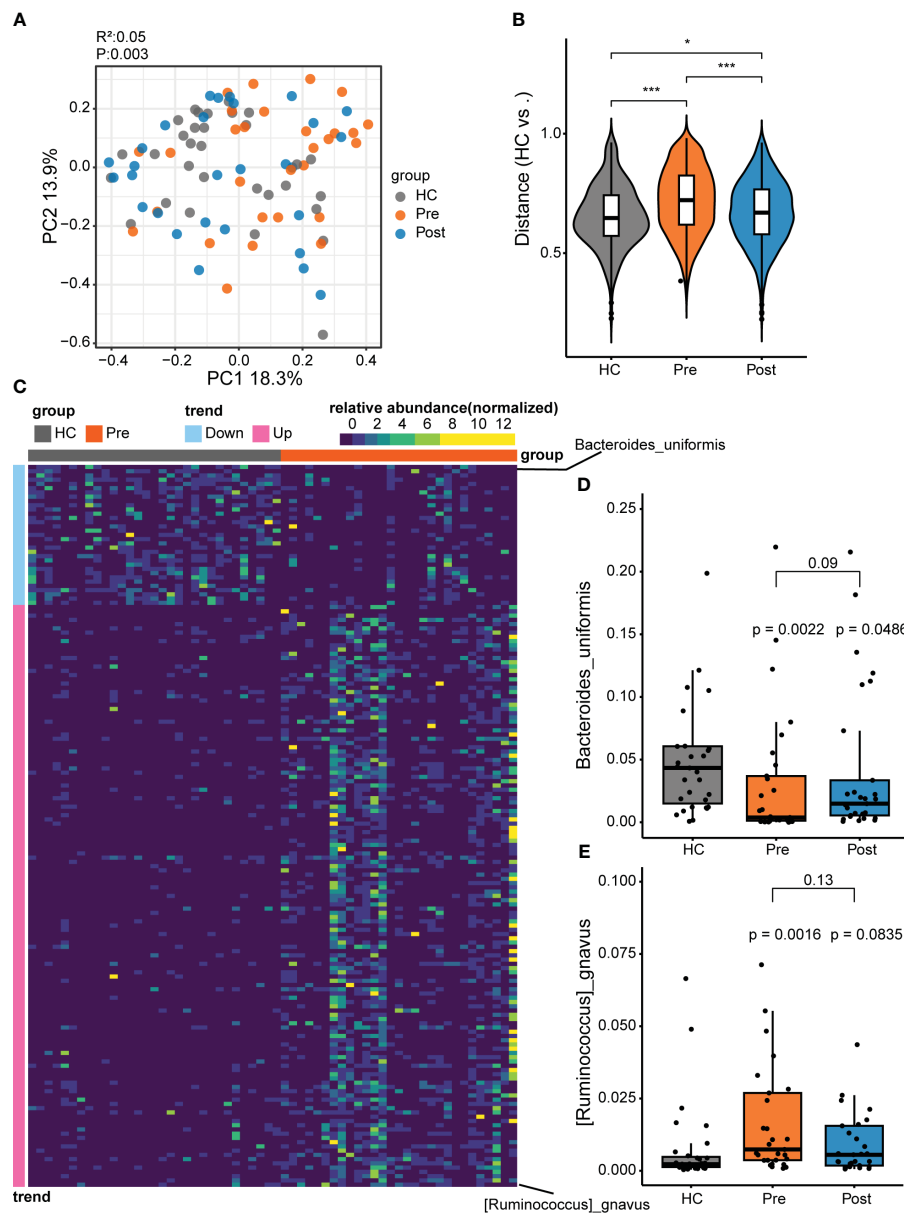 A
R²:0.05
P:0.003
0.2
0.0
−0.2
−0.4
−0.6
PC2 13.9%
−0.4 −0.2 0.0 0.2 0.4
PC1 18.3%
group
HC
Pre
Post
B
*
*** ***
1.0
0.5
Distance (HC vs .)
HC Pre Post
C
group trend relative abundance(normalized)
HC Pre Down Up 0 2 4 6 8 10 12
group
Bacteroides_uniformis
[Ruminococcus]_gnavus
trend
D
0.25
0.20
0.15
0.10
0.05
0.00
Bacteroides_uniformis
0.09
p = 0.0022 p = 0.0486
HC Pre Post
E
0.100
0.075
0.050
0.025
0.000
[Ruminococcus]_gnavus
0.13
p = 0.0016 p = 0.0835
HC Pre Post